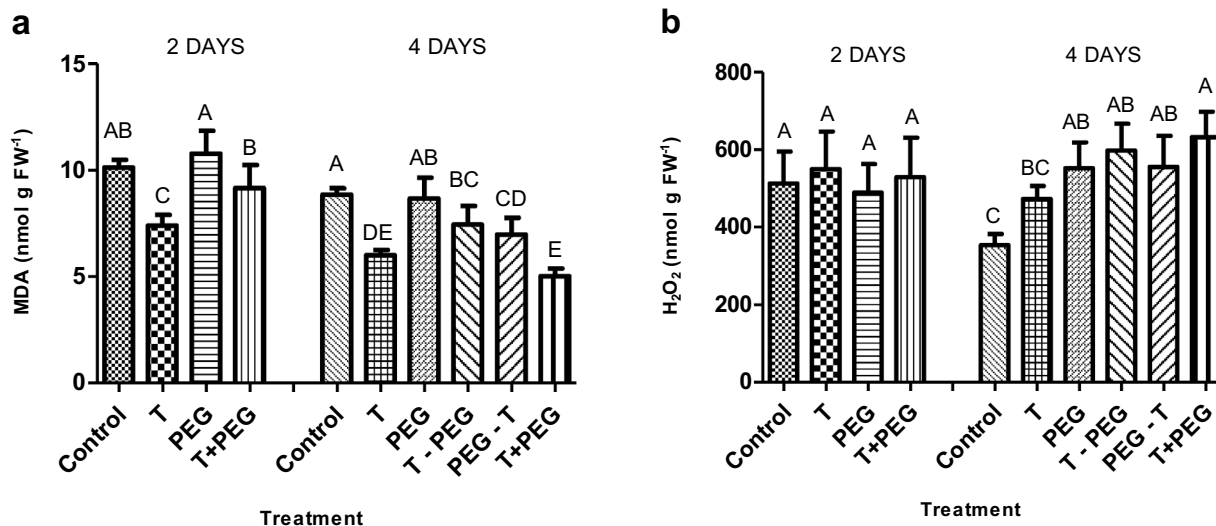 a
2 DAYS 4 DAYS
MDA (nmol g FW-1)
15
10
5
0
AB
C
A
B
A
DE
AB
BC
CD
E
Control
T
PEG
T+PEG
Control
T
PEG
T - PEG
PEG - T
T+PEG
Treatment
b
2 DAYS 4 DAYS
H₂O₂ (nmol g FW-1)
800
600
400
200
0
A
A
A
A
C
BC
AB
AB
AB
A
Control
T
PEG
T+PEG
Control
T
PEG
T - PEG
PEG - T
T+PEG
Treatment